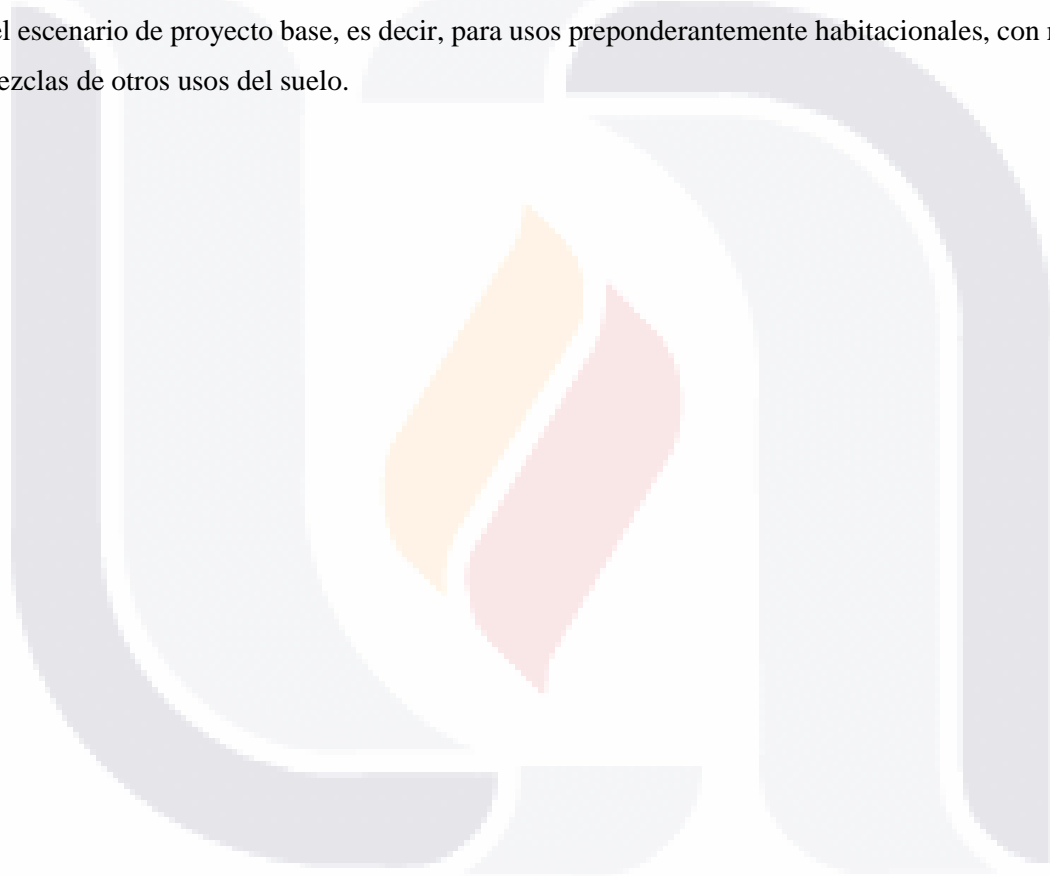 el escenario de proyecto base, es decir, para usos preponderantemente habitacionales, con
ezclas de otros usos del suelo.